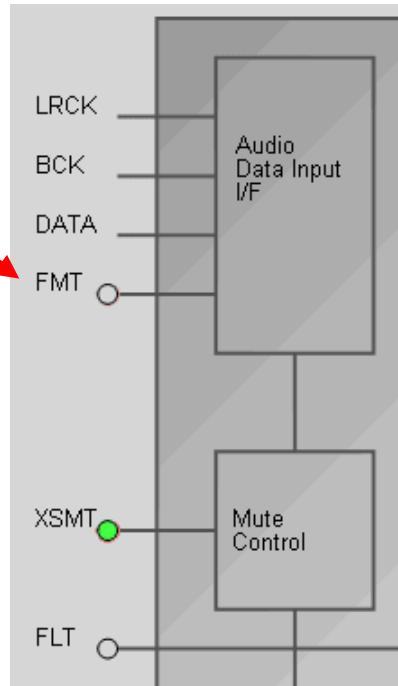 LRCK
BCK
DATA
FMT
Audio
Data Input
I/F
XSMT
Mute
Control
FLT